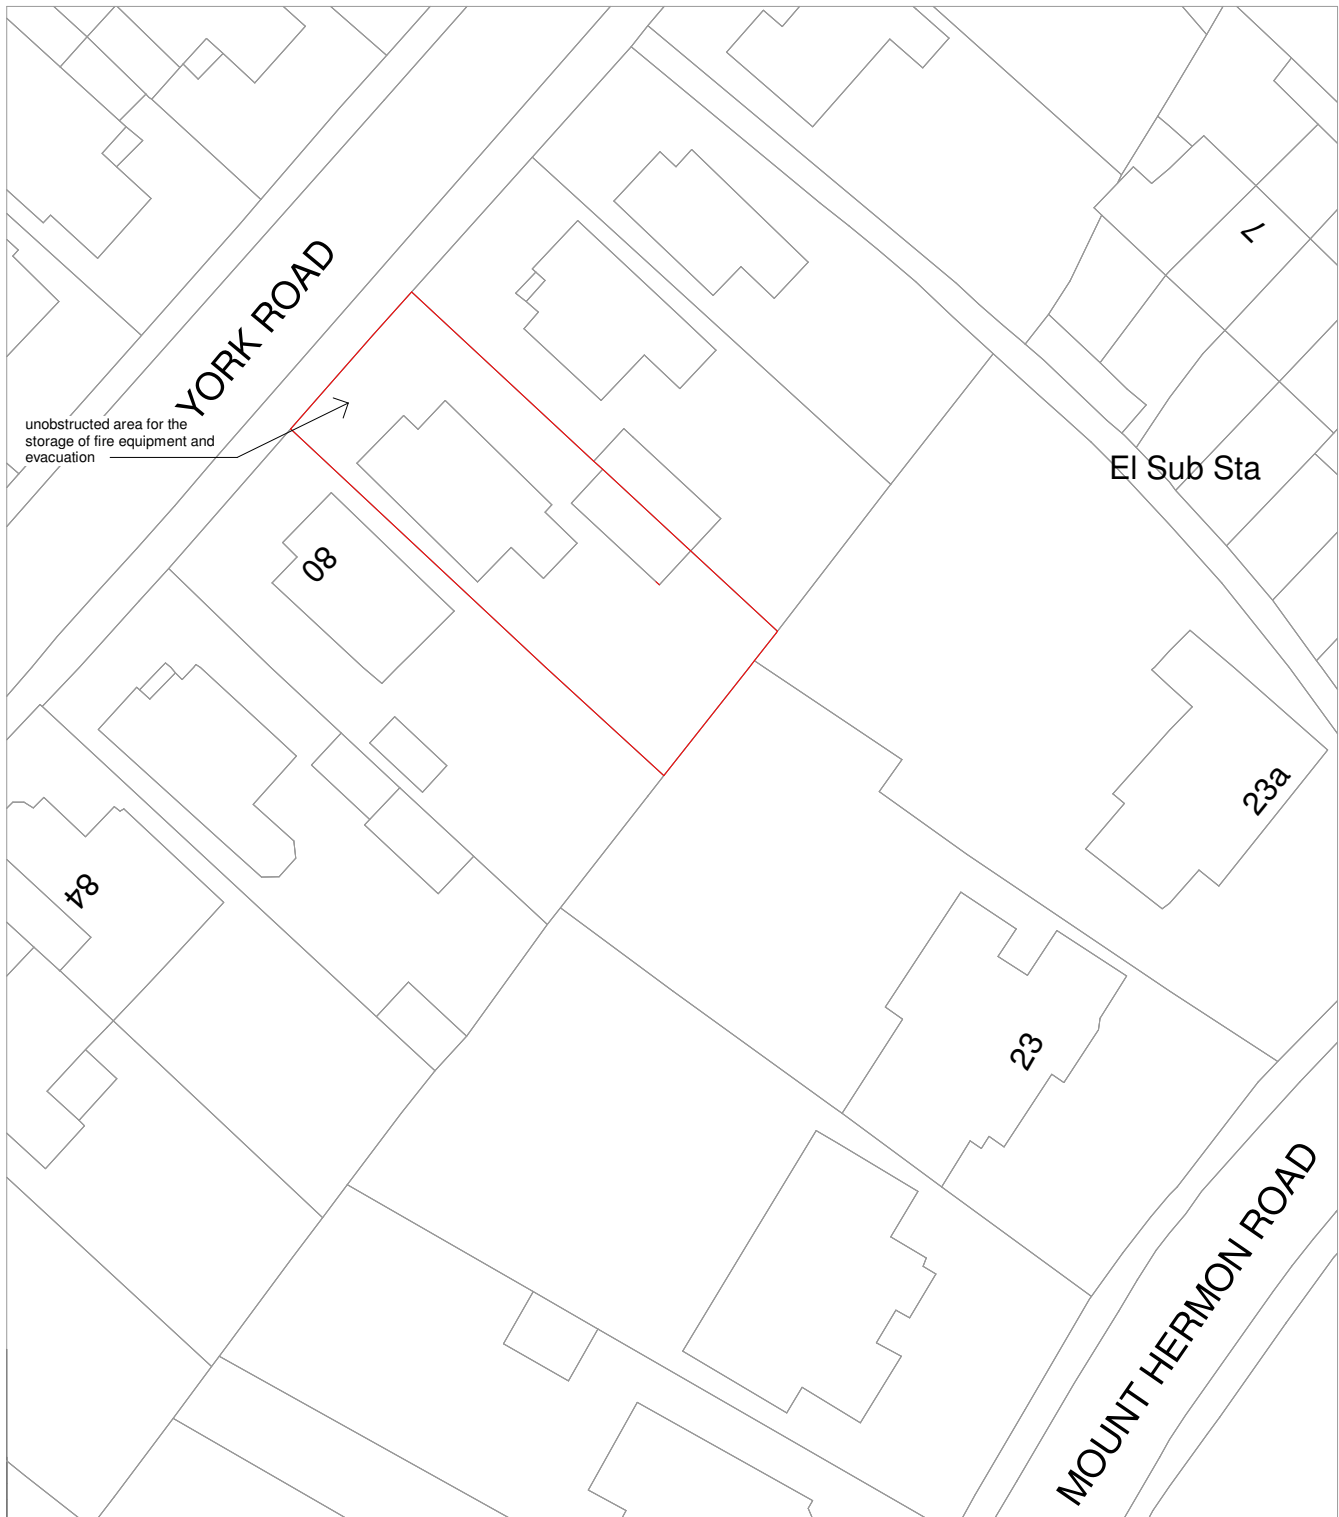 7
YORK ROAD
unobstructed area for the
storage of fire equipment and
evacuation
El Sub Sta
80
23a
84
23
MOUNT HERMON ROAD